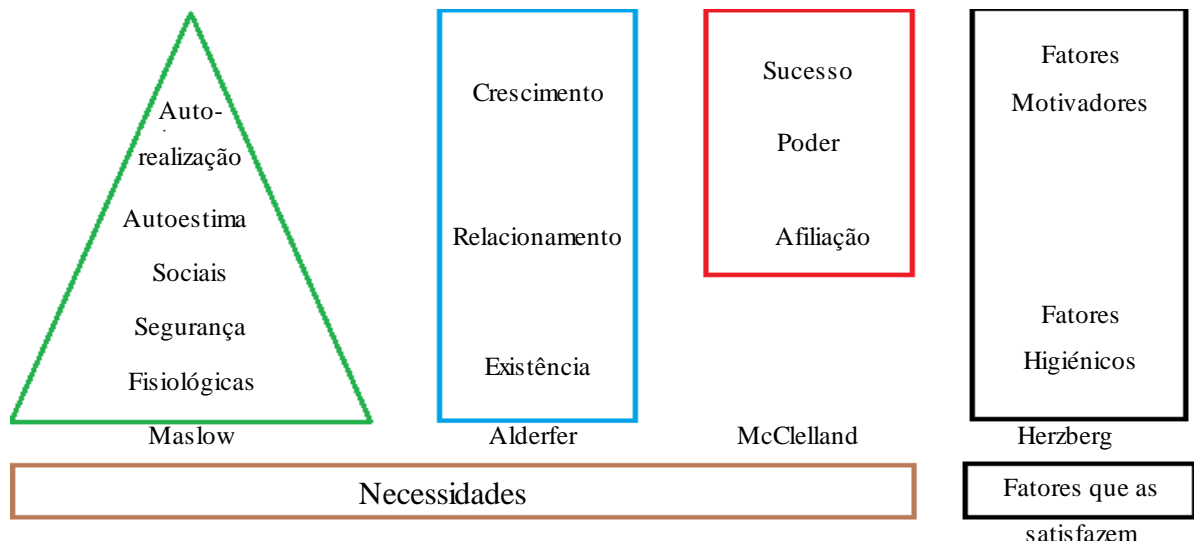 Auto-
realização
Autoestima
Sociais
Segurança
Fisiológicas
Maslow
Crescimento
Relacionamento
Existência
Alderfer
Sucesso
Poder
Afiliação
McClelland
Fatores
Motivadores
Fatores
Higiénicos
Herzberg
Necessidades
Fatores que as
satisfazem